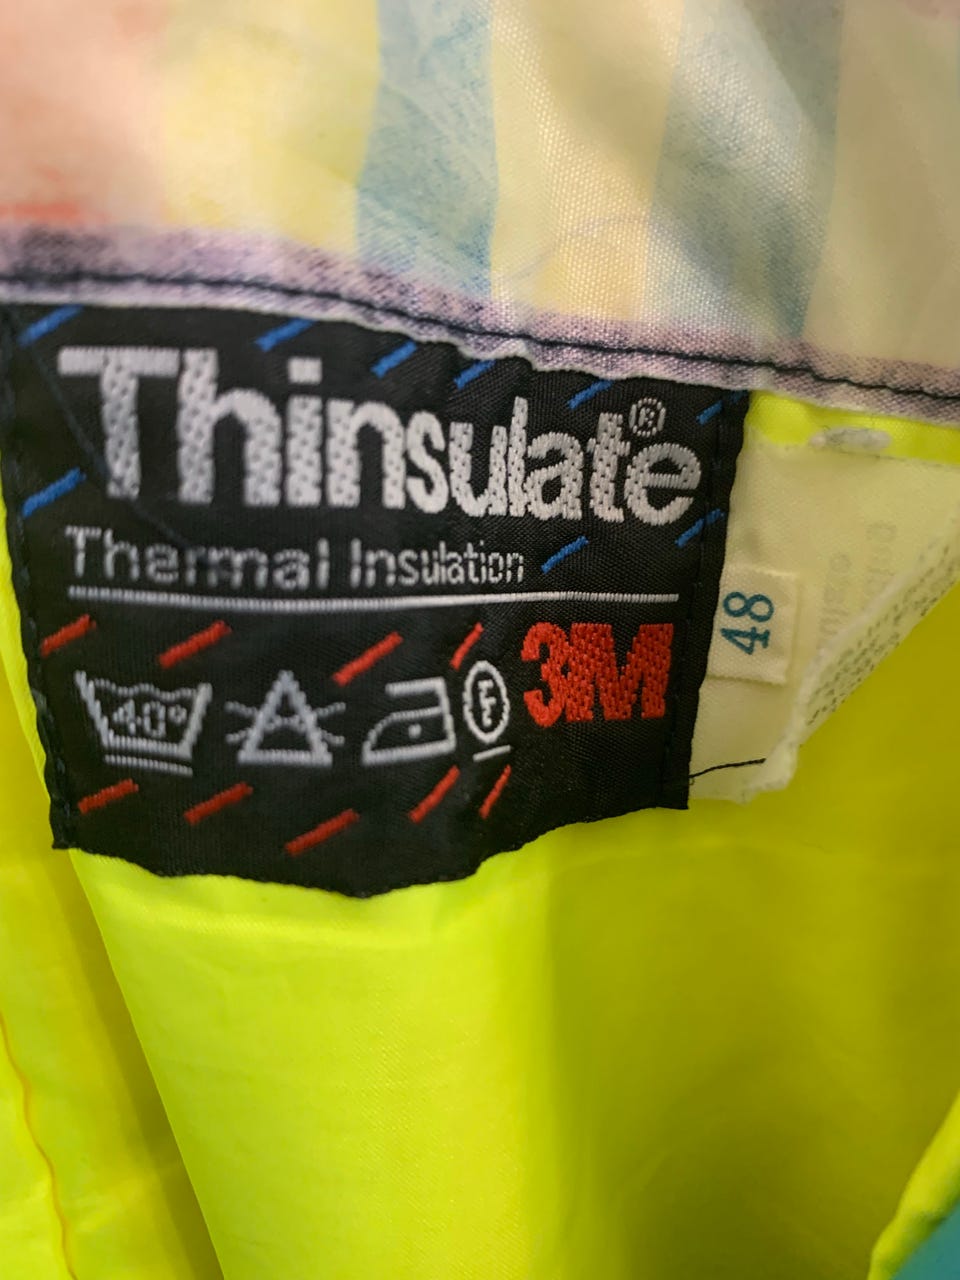 Thinsulate®
Thermal Insulation
3M
40°
F
48